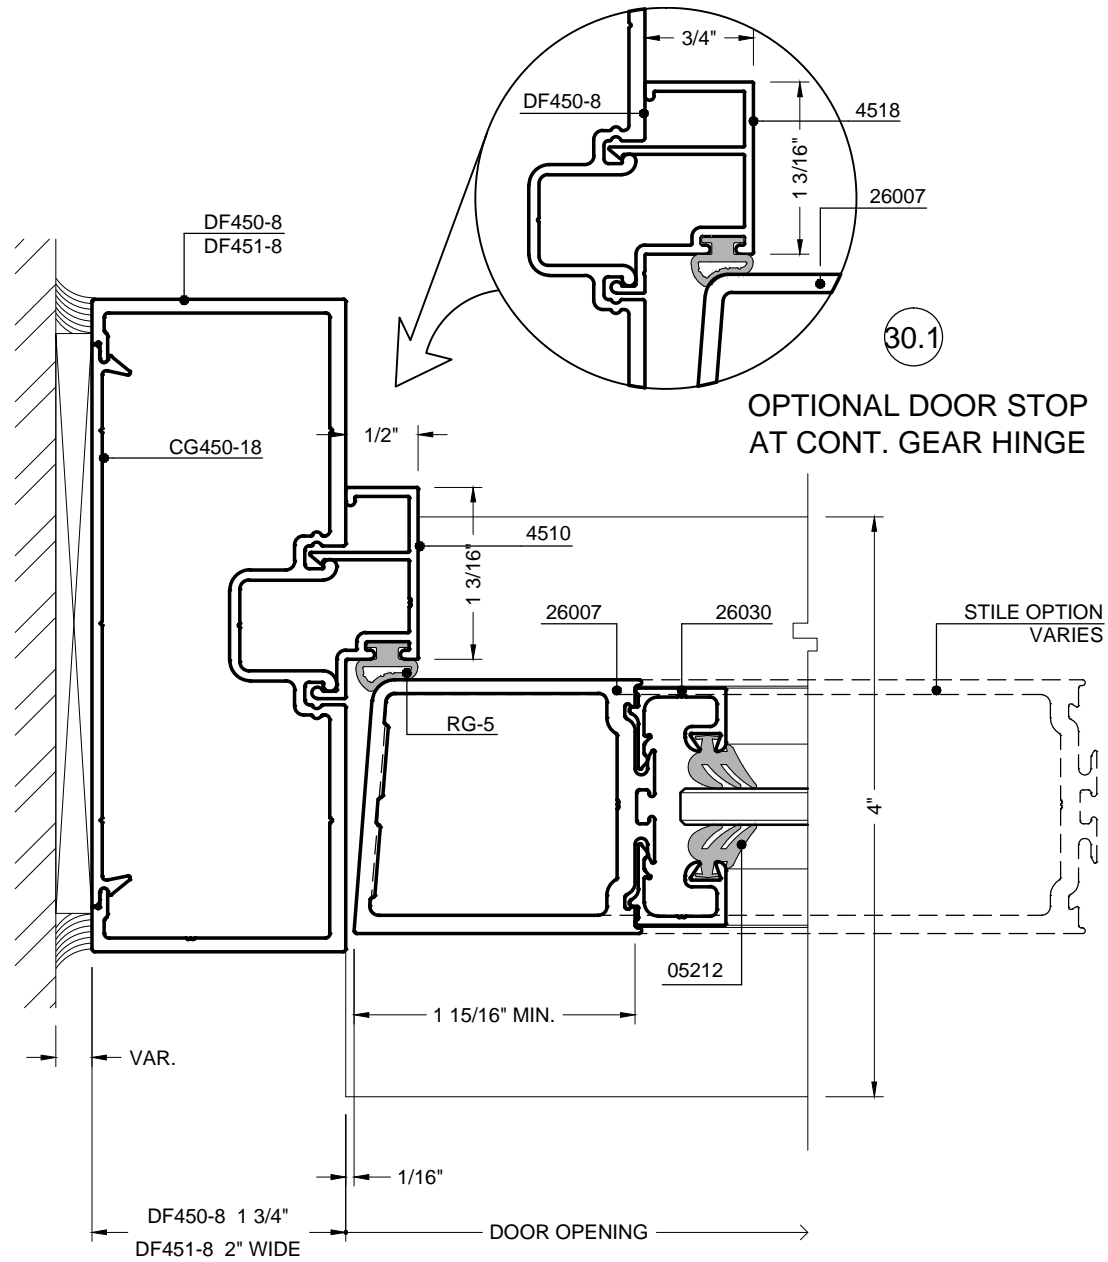 3/4"
DF450-8
4518
1 3/16"
26007
DF450-8
DF451-8
30.1
OPTIONAL DOOR STOP
AT CONT. GEAR HINGE
1/2"
CG450-18
4510
1 3/16"
26007
26030
STILE OPTION
VARIES
RG-5
4"
05212
1 15/16" MIN.
VAR.
1/16"
DF450-8 1 3/4"
DF451-8 2" WIDE
DOOR OPENING